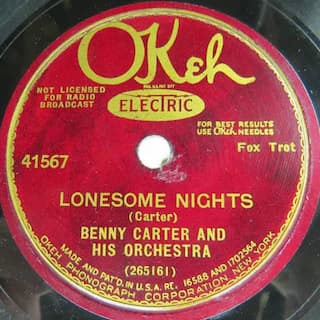 OKeh
ELECTRIC
NOT LICENSED
FOR RADIO
BROADCAST
FOR BEST RESULTS
USE OKeh NEEDLES
41567
Fox Trot
LONESOME NIGHTS
(Carter)
BENNY CARTER AND
HIS ORCHESTRA
(265161)
MADE AND PAT'D. IN U.S.A. RE. 16588 AND 1702564
OKEH PHONOGRAPH CORPORATION NEW YORK